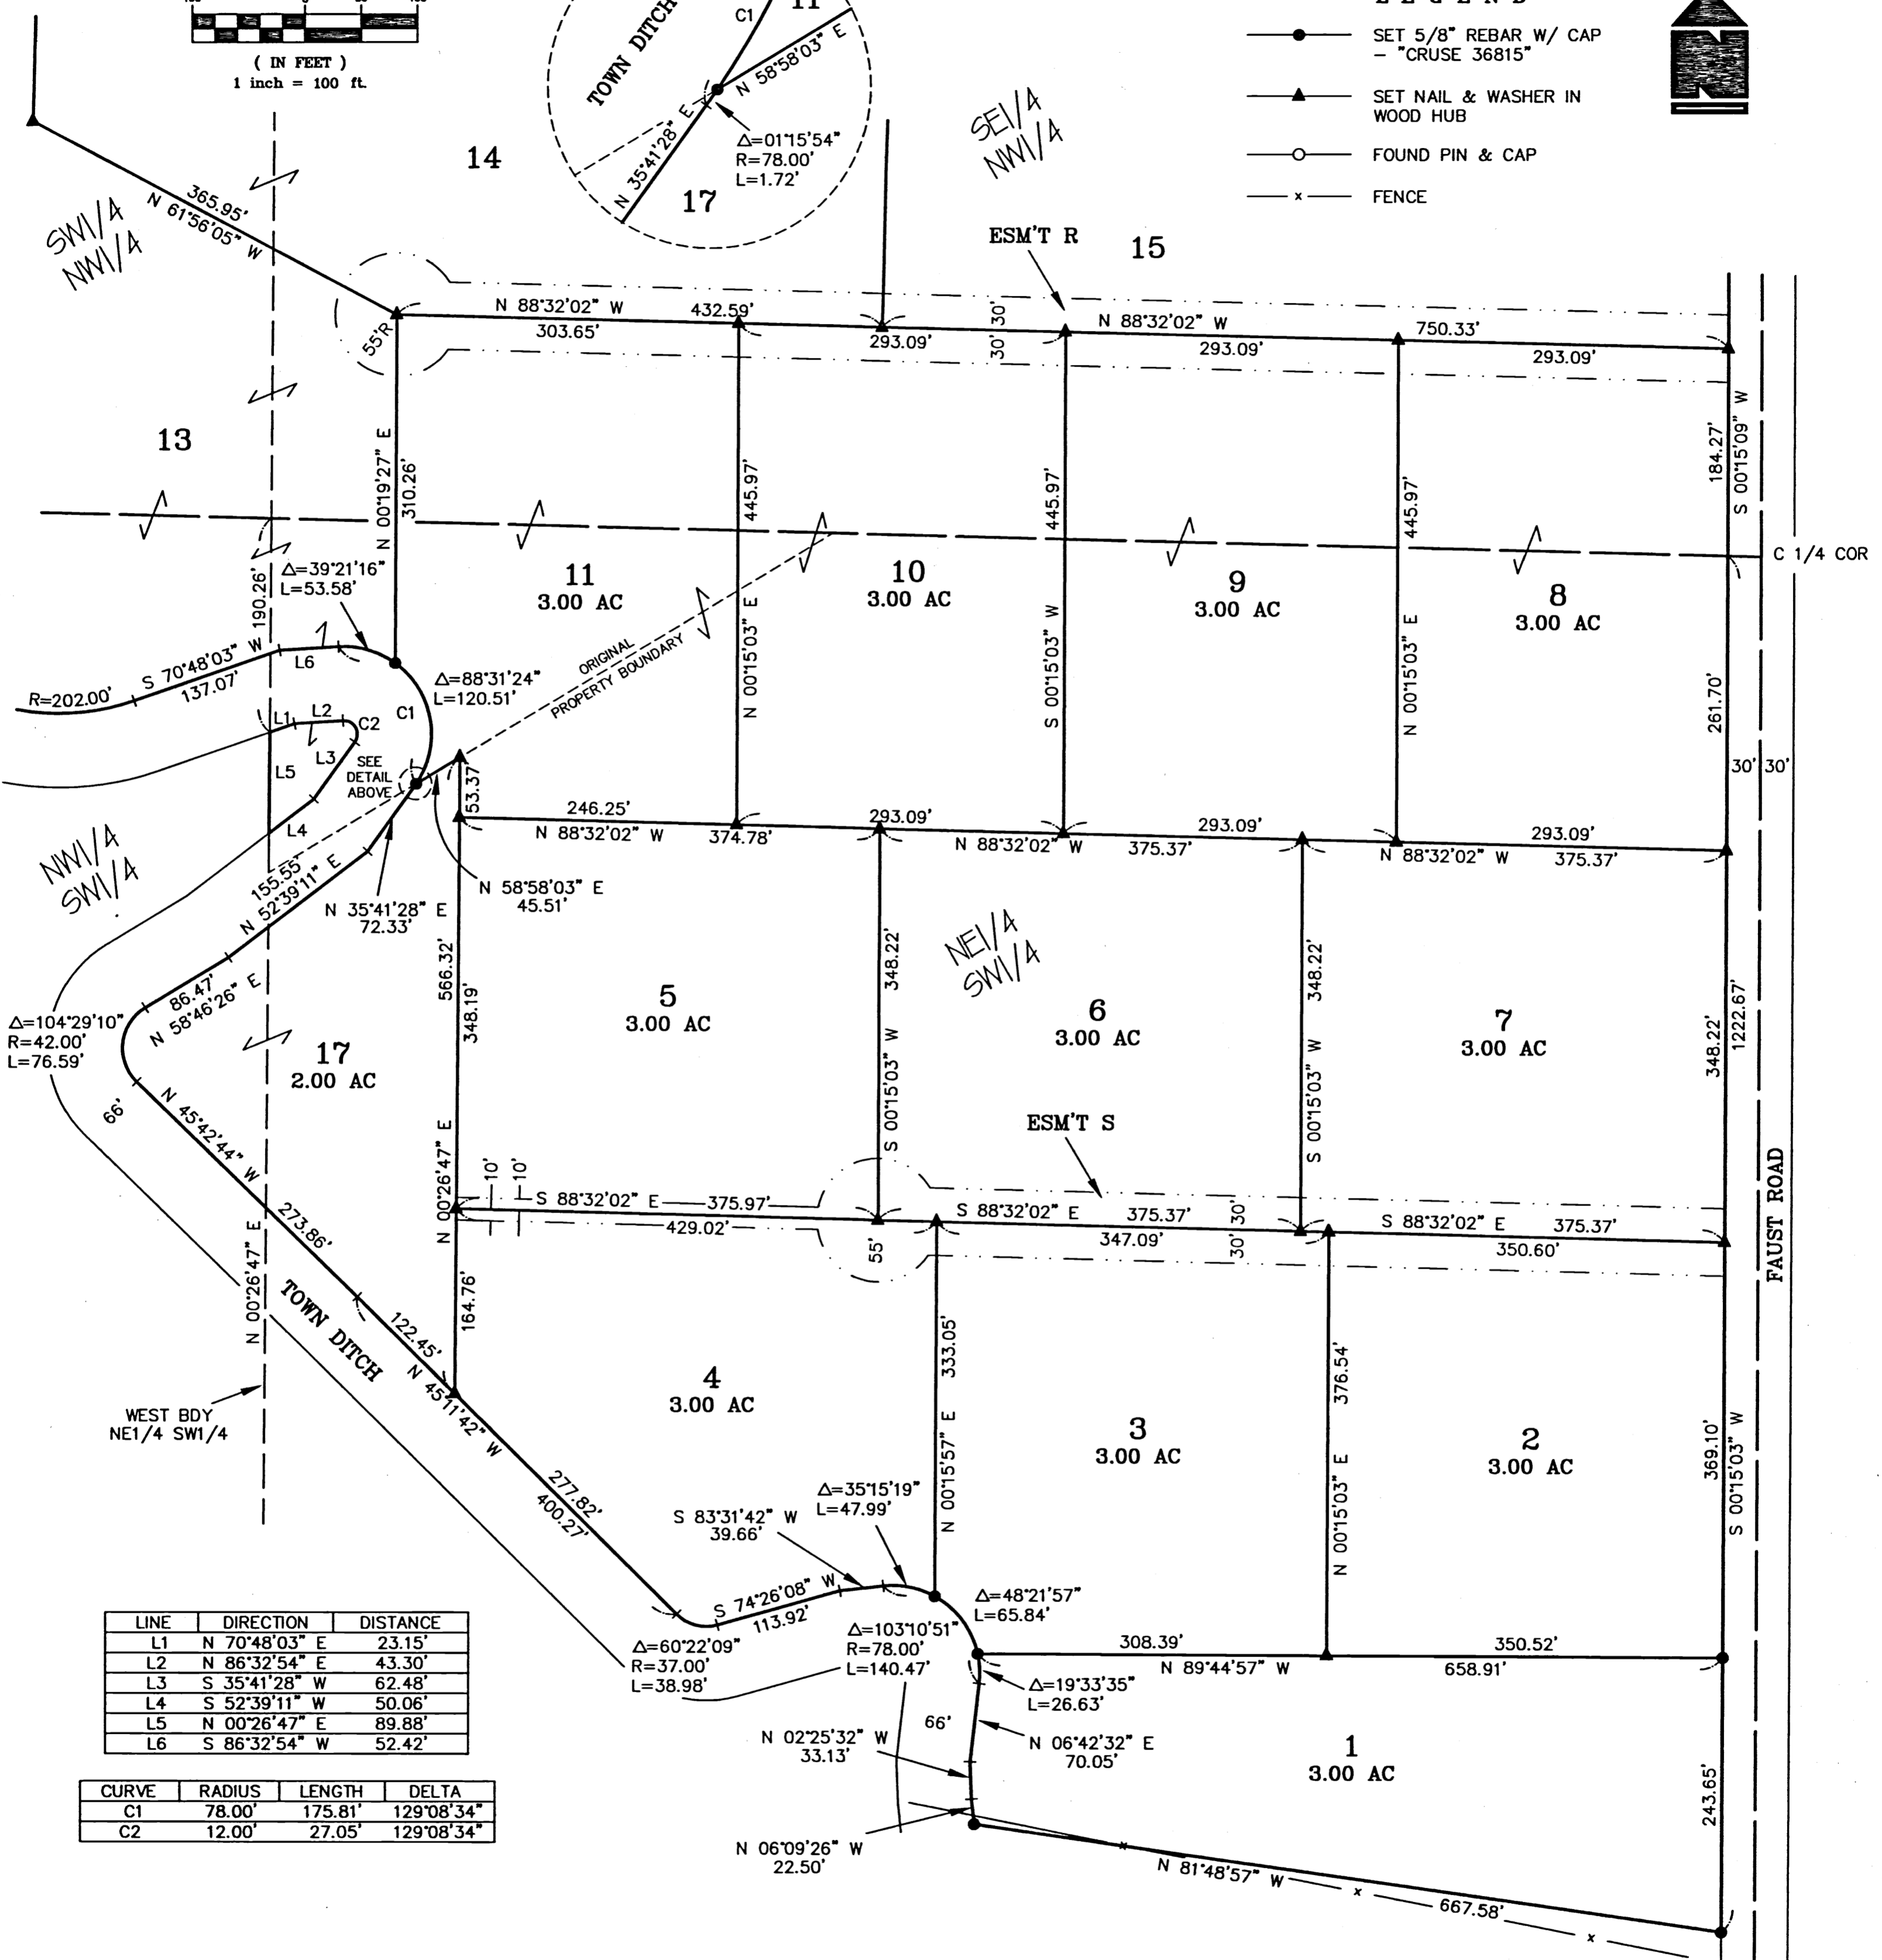 ( IN FEET )
1 inch = 100 ft.
TOWN DITCH
C1
11
N 58°58'03" E
N 35°41'28" E
Δ=01°15'54"
R=78.00'
L=1.72'
17
SET 5/8" REBAR W/ CAP
- "CRUSE 36815"
SET NAIL & WASHER IN
WOOD HUB
FOUND PIN & CAP
x
FENCE
N
SE1/4
NW1/4
14
15
SW1/4
NW1/4
365.95'
N 61°56'05" W
ESM'T R
55'R
N 88°32'02" W
432.59'
303.65'
293.09'
30' 30'
N 88°32'02" W
750.33'
293.09'
293.09'
13
N 00°19'27" E
310.26'
445.97'
445.97'
445.97'
184.27'
S 00°15'09" W
C 1/4 COR
190.26'
Δ=39°21'16"
L=53.58'
11
3.00 AC
10
3.00 AC
9
3.00 AC
8
3.00 AC
N 00°15'03" E
S 00°15'03" W
N 00°15'03" E
261.70'
30' 30'
ORIGINAL
PROPERTY BOUNDARY
R=202.00'
S 70°48'03" W
137.07'
L6
L1
L2
C2
C1
L3
L5
L4
Δ=88°31'24"
L=120.51'
SEE
DETAIL
ABOVE
53.37'
246.25'
N 88°32'02" W
374.78'
293.09'
N 88°32'02" W
375.37'
293.09'
293.09'
N 88°32'02" W
375.37'
N 58°58'03" E
45.51'
N 35°41'28" E
72.33'
155.55'
N 52°39'11" E
NW1/4
SW1/4
NE1/4
SW1/4
86.47'
N 58°46'26" E
Δ=104°29'10"
R=42.00'
L=76.59'
66'
17
2.00 AC
566.32'
348.19'
N 00°26'47" E
5
3.00 AC
348.22'
S 00°15'03" W
6
3.00 AC
348.22'
S 00°15'03" W
7
3.00 AC
348.22'
1222.67'
ESM'T S
N 45°42'44" W
273.86'
10' 10'
S 88°32'02" E
375.97'
429.02'
55'
S 88°32'02" E
375.37'
347.09'
30' 30'
S 88°32'02" E
375.37'
350.60'
FAUST ROAD
N 00°26'47" E
TOWN DITCH
WEST BDY
NE1/4 SW1/4
122.45'
N 45°11'42" W
277.82'
400.27'
164.76'
4
3.00 AC
333.05'
N 00°15'57" E
3
3.00 AC
376.54'
N 00°15'03" E
2
3.00 AC
369.10'
S 00°15'03" W
Δ=35°15'19"
L=47.99'
S 83°31'42" W
39.66'
S 74°26'08" W
113.92'
Δ=48°21'57"
L=65.84'
Δ=60°22'09"
R=37.00'
L=38.98'
Δ=103°10'51"
R=78.00'
L=140.47'
308.39'
N 89°44'57" W
350.52'
658.91'
Δ=19°33'35"
L=26.63'
66'
N 06°42'32" E
70.05'
N 02°25'32" W
33.13'
N 06°09'26" W
22.50'
1
3.00 AC
243.65'
N 81°48'57" W
x
x
667.58'
x
LINE DIRECTION DISTANCE
L1 N 70°48'03" E 23.15'
L2 N 86°32'54" E 43.30'
L3 S 35°41'28" W 62.48'
L4 S 52°39'11" W 50.06'
L5 N 00°26'47" E 89.88'
L6 S 86°32'54" W 52.42'
CURVE RADIUS LENGTH DELTA
C1 78.00' 175.81' 129°08'34"
C2 12.00' 27.05' 129°08'34"